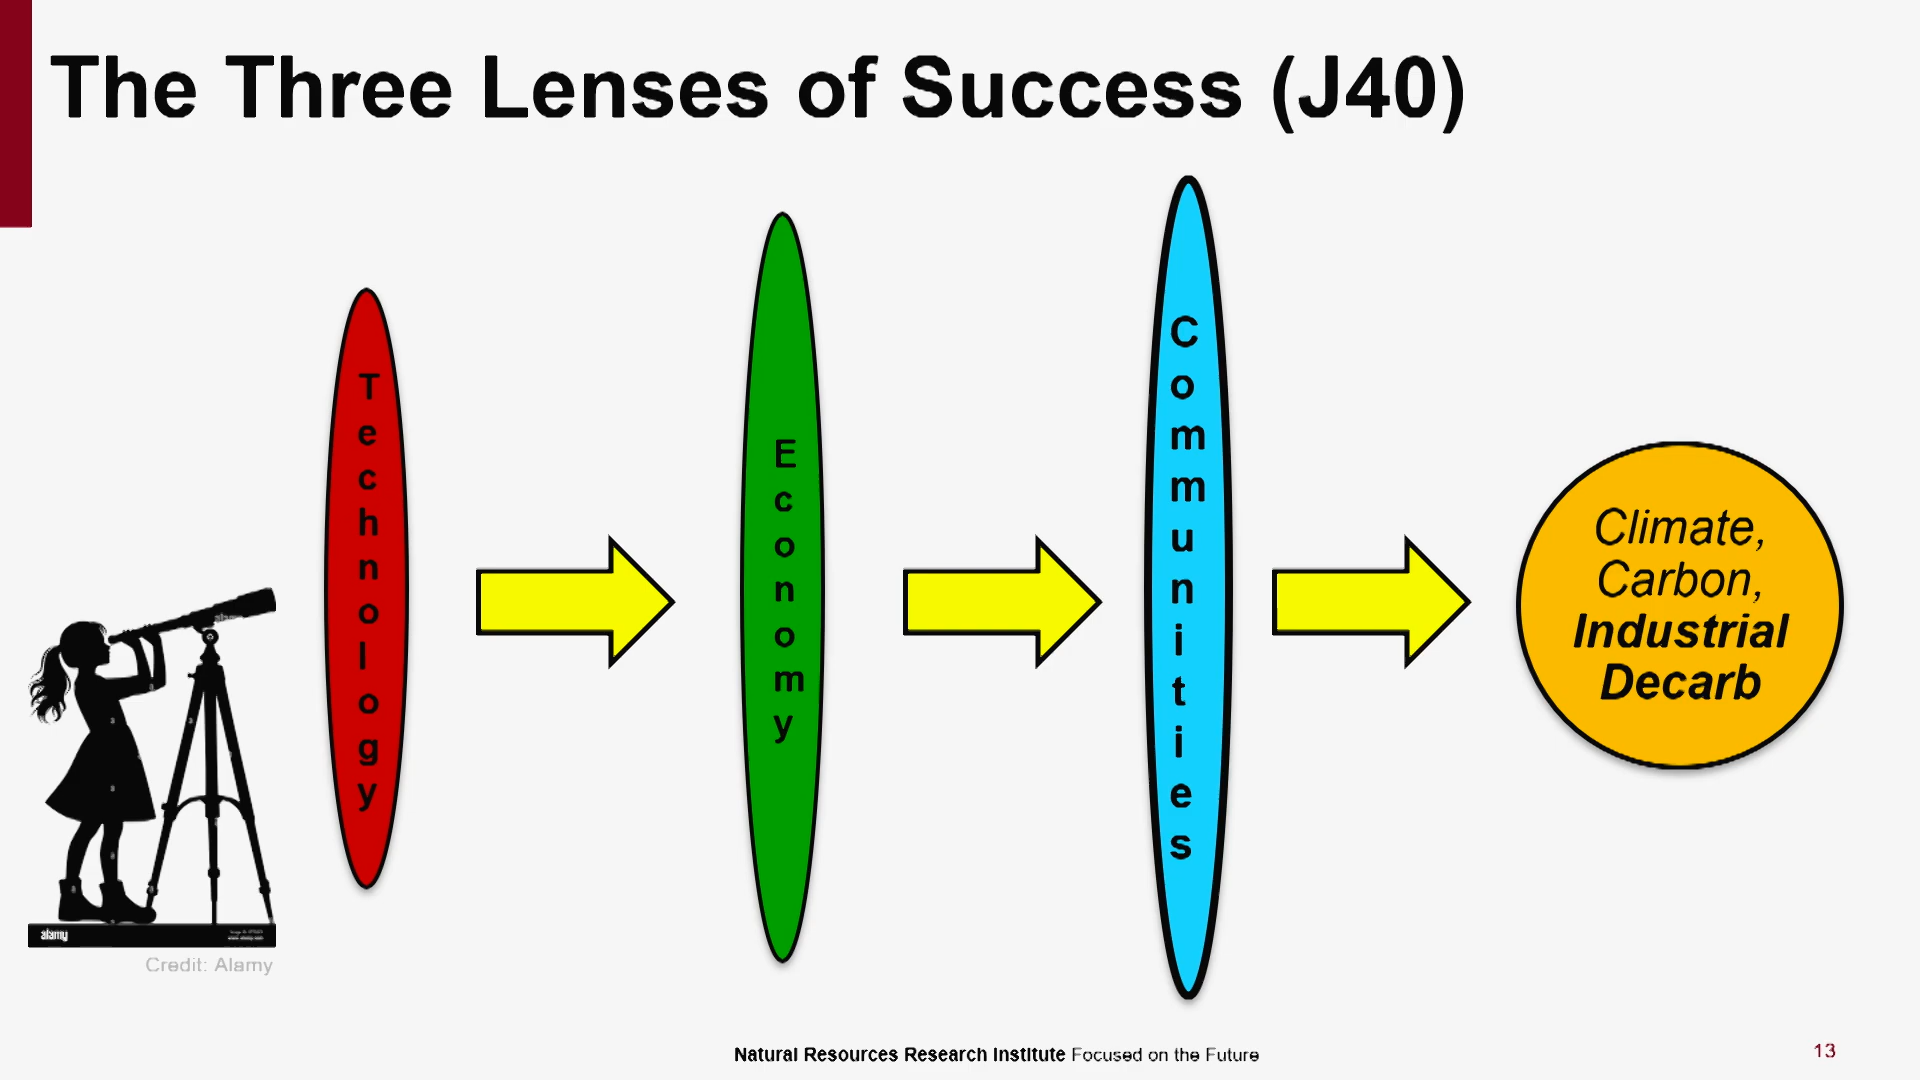 The Three Lenses of Success (J40)
Technology
Economy
Communities
Climate,
Carbon,
Industrial
Decarb
alamy
Credit: Alamy
Natural Resources Research Institute Focused on the Future
13